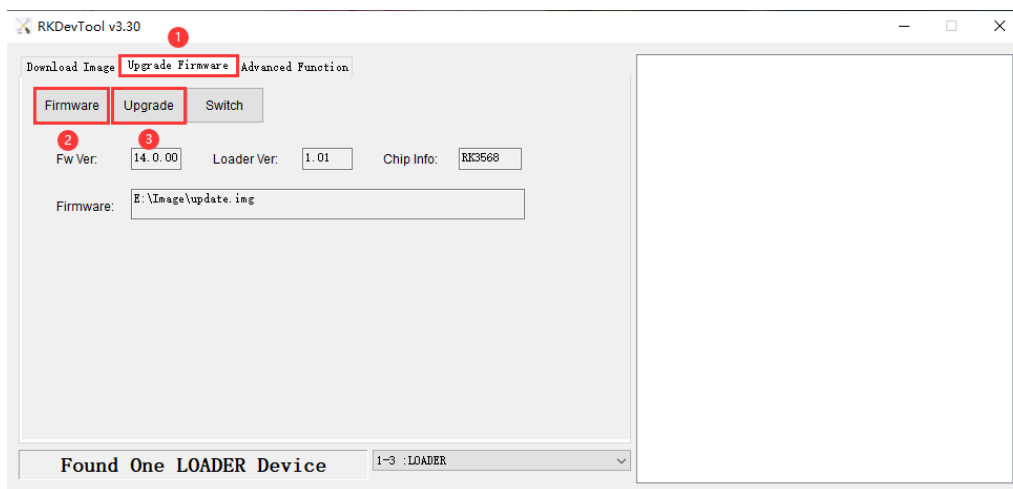 RKDevTool v3.30
1
Download Image Upgrade Firmware Advanced Function
Firmware Upgrade Switch
2 3
Fw Ver: 14.0.00 Loader Ver: 1.01 Chip Info: RK3568
Firmware: E:\Image\update.img
Found One LOADER Device 1-3 :LOADER